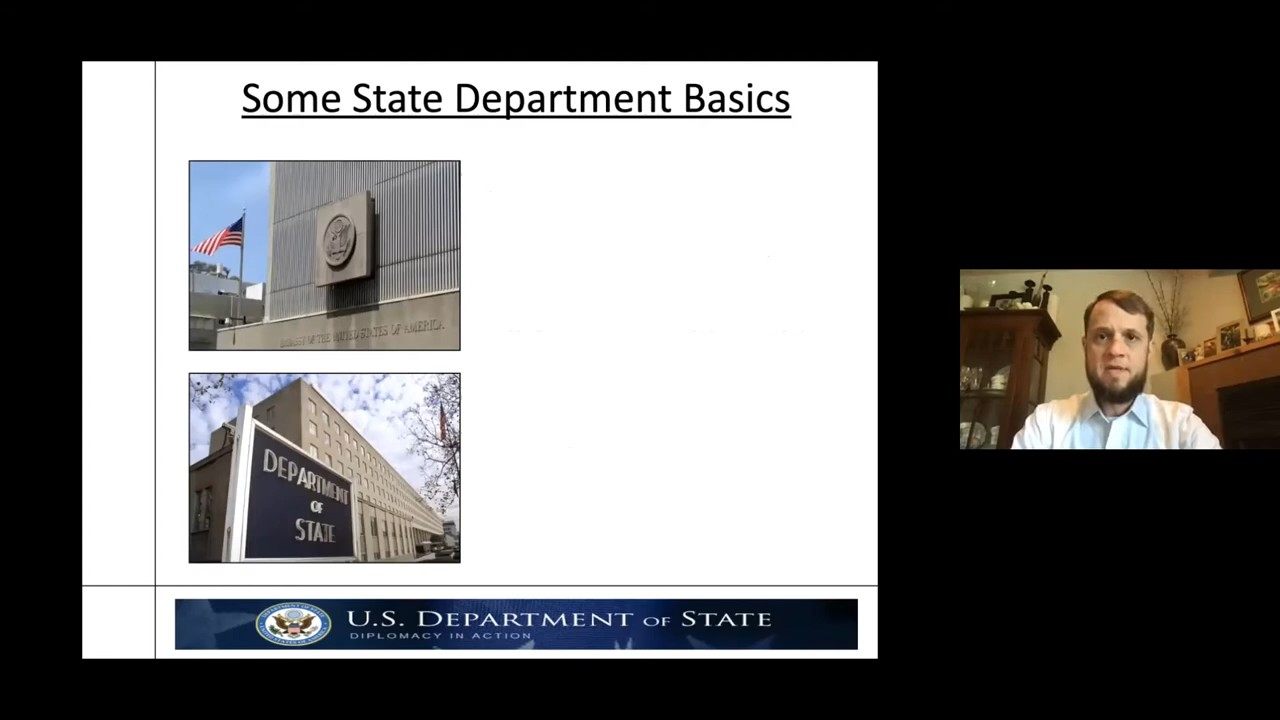 Some State Department Basics
EMBASSY OF THE UNITED STATES OF AMERICA
DEPARTMENT
OF
STATE
U.S. DEPARTMENT OF STATE
DIPLOMACY IN ACTION